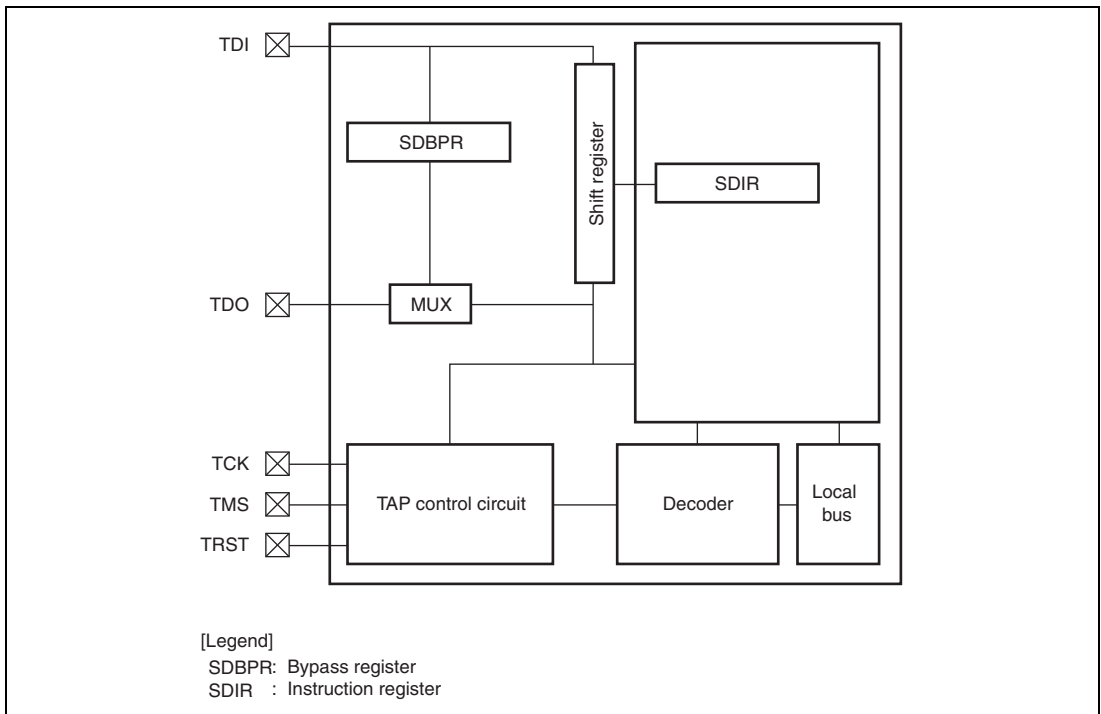 TDI
SDBPR
Shift register
SDIR
TDO
MUX
TCK
TMS
TRST
TAP control circuit
Decoder
Local
bus
[Legend]
SDBPR: Bypass register
SDIR : Instruction register